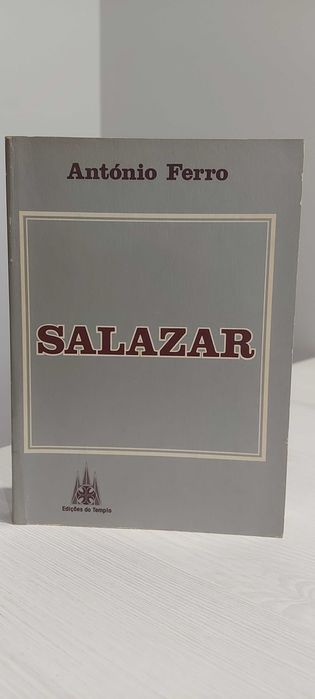 António Ferro
SALAZAR
Edições do Templo